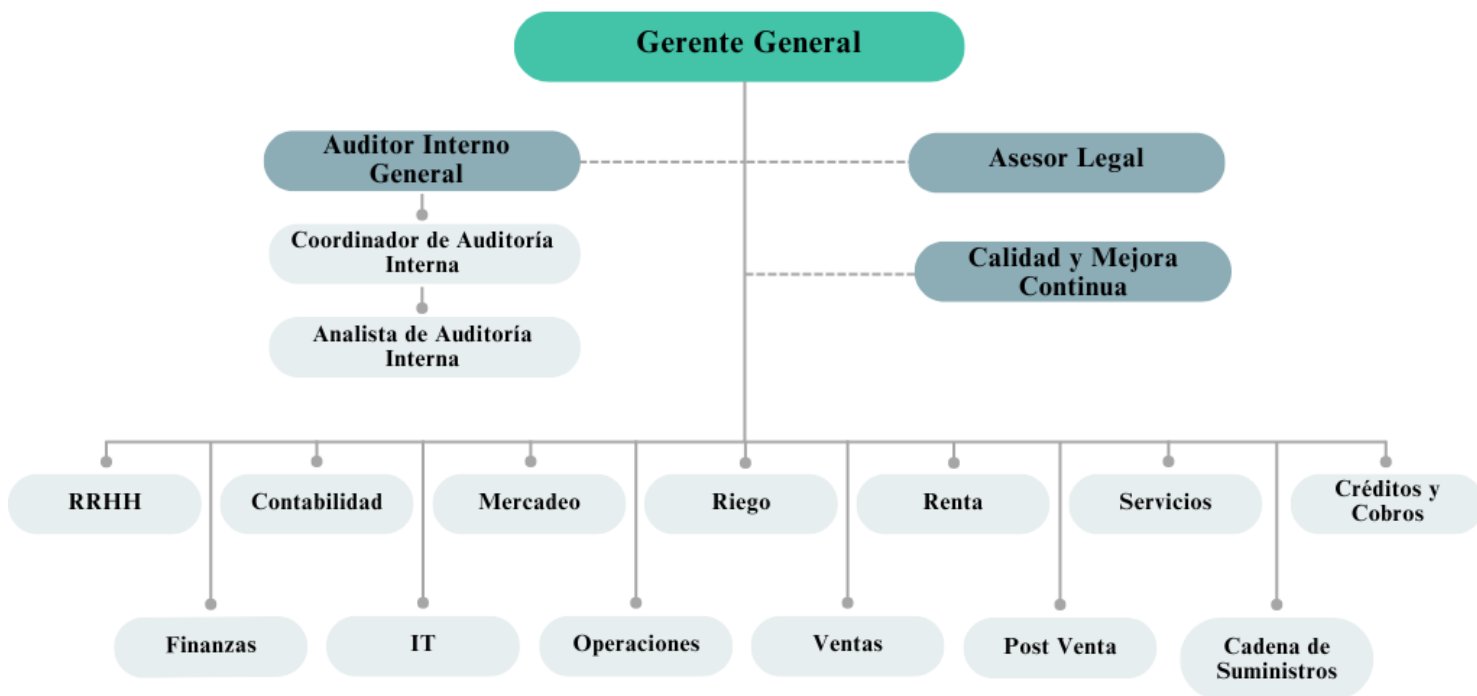 Gerente General
Auditor Interno
General
Asesor Legal
Coordinador de Auditoría
Interna
Calidad y Mejora
Continua
Analista de Auditoría
Interna
RRHH
Contabilidad
Mercadeo
Riego
Renta
Servicios
Créditos y
Cobros
Finanzas
IT
Operaciones
Ventas
Post Venta
Cadena de
Suministros